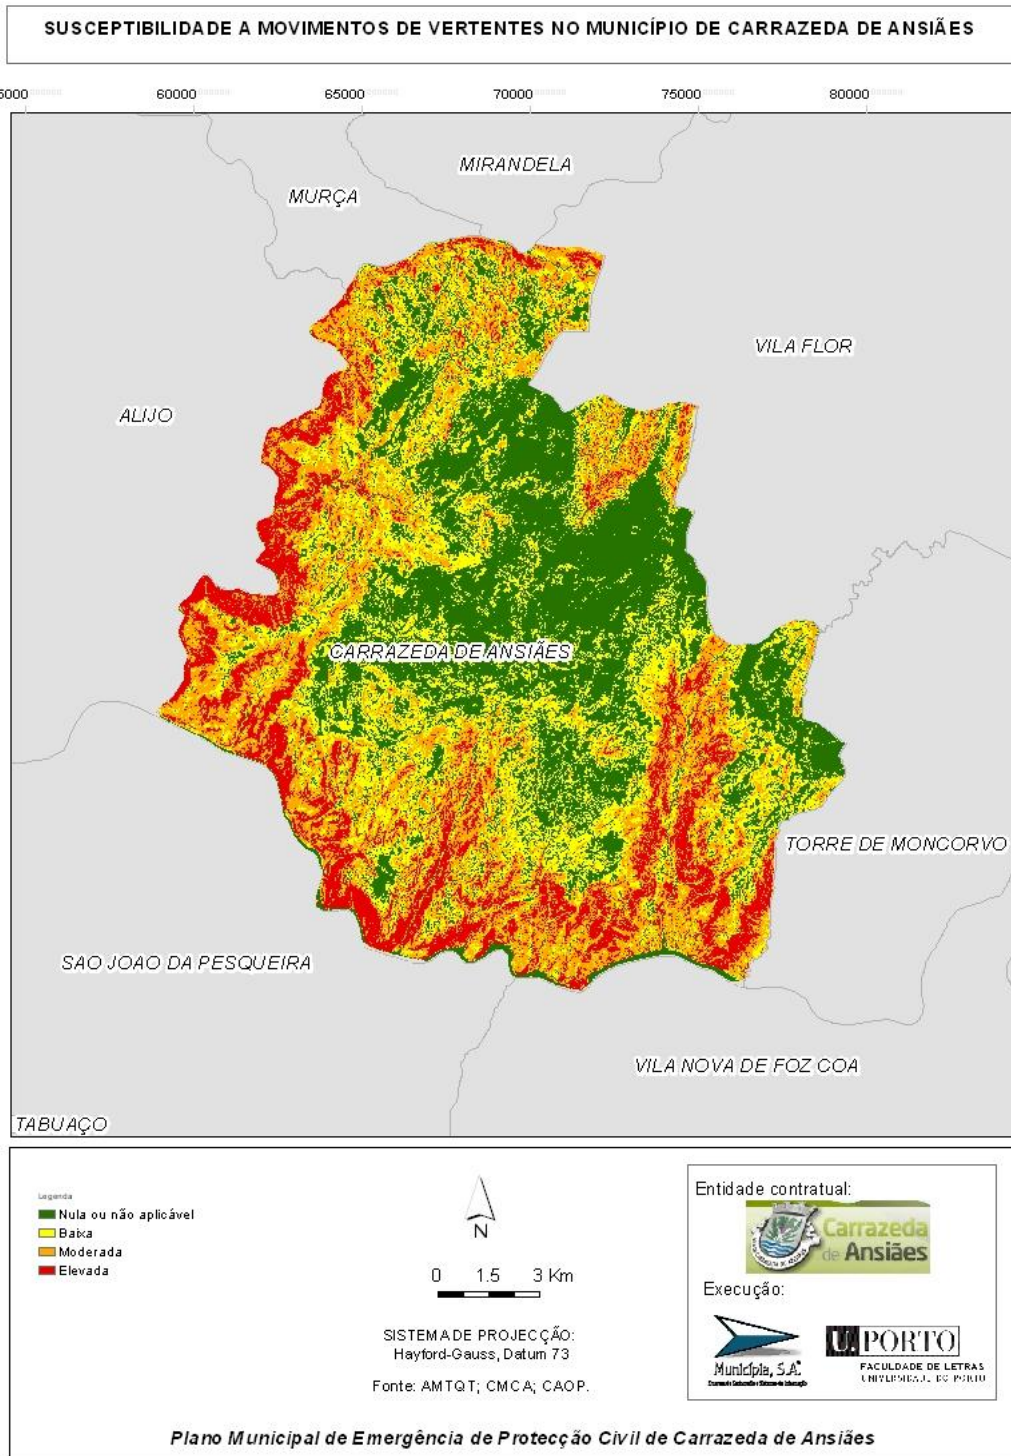 SUSCEPTIBILIDADE A MOVIMENTOS DE VERTENTES NO MUNICÍPIO DE CARRAZEDA DE ANSIÃES
5000 60000 65000 70000 75000 80000
MIRANDELA
MURÇA
VILA FLOR
ALIJO
CARRAZEDA DE ANSIÃES
TORRE DE MONCORVO
SAO JOAO DA PESQUEIRA
VILA NOVA DE FOZ COA
TABUAÇO
Legenda
Nula ou não aplicável
Baixa
Moderada
Elevada
N
0 1.5 3 Km
SISTEMA DE PROJECÇÃO:
Hayford-Gauss, Datum 73
Fonte: AMTQT; CMCA; CAOP.
Entidade contratual:
Carrazeda
de Ansiães
Execução:
Municípia, S.A.
U. PORTO
FACULDADE DE LETRAS
UNIVERSIDADE DO PORTO
Plano Municipal de Emergência de Protecção Civil de Carrazeda de Ansiães